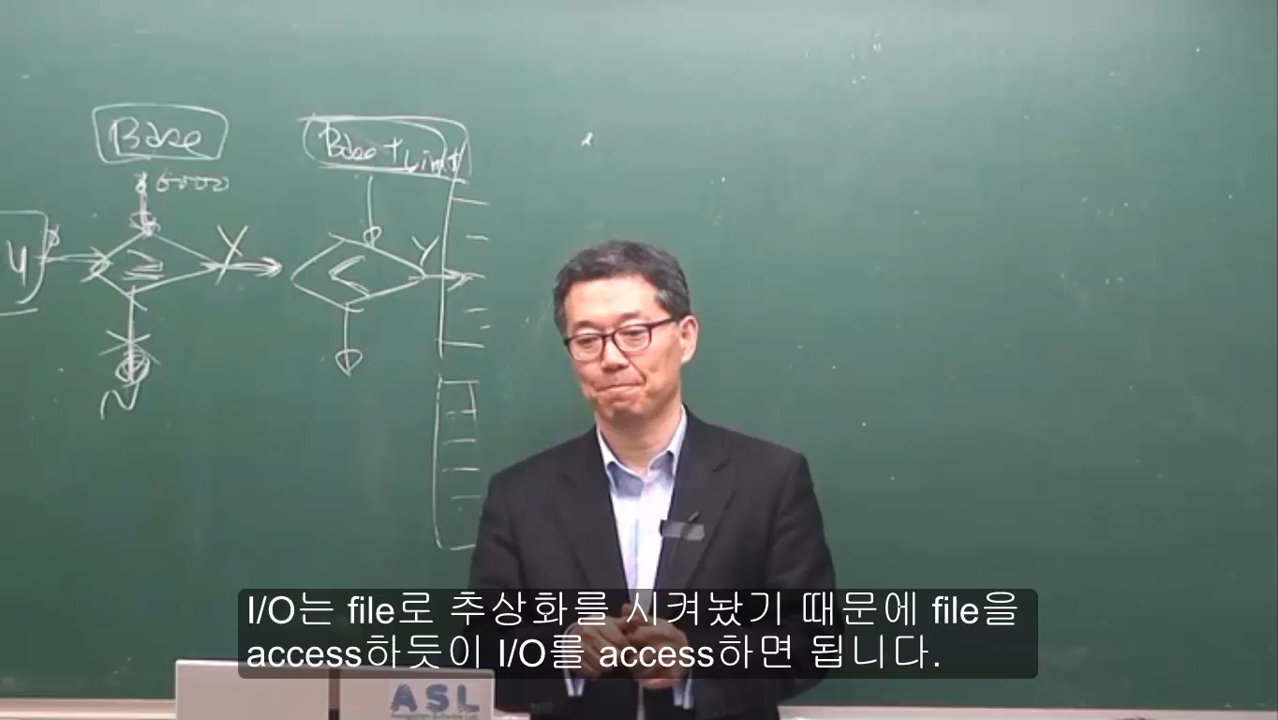 Base
Base + Limit
≥
Y
<
Y
N
I/O는 file로 추상화를 시켜놨기 때문에 file을
access하듯이 I/O를 access하면 됩니다.
ASL